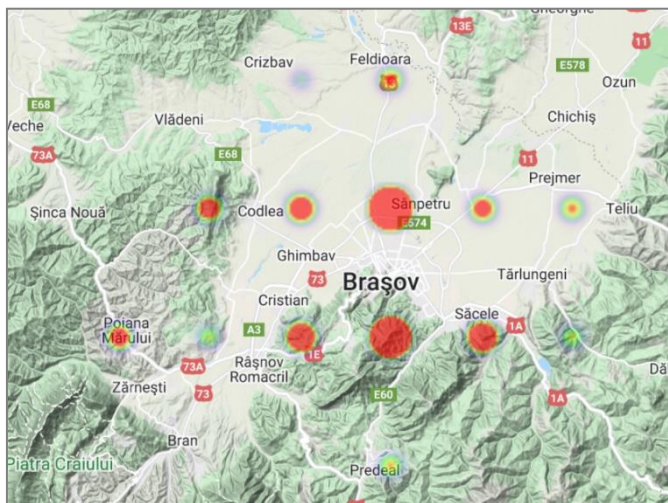 Gheorghe
13E
11
Crizbav
Feldioara
E578
Ozun
E68
13
Chichiș
Vlădeni
Veche
73A
E68
11
Prejmer
Șinca Nouă
Codlea
Sânpetru
Teliu
E574
Ghimbav
73
Brașov
Tărlungeni
Cristian
Săcele
Poiana
Mărului
A3
1E
1A
73A
Râșnov
Romacril
Zărnești
73
E60
1A
Bran
Piatra Craiului
Predeal